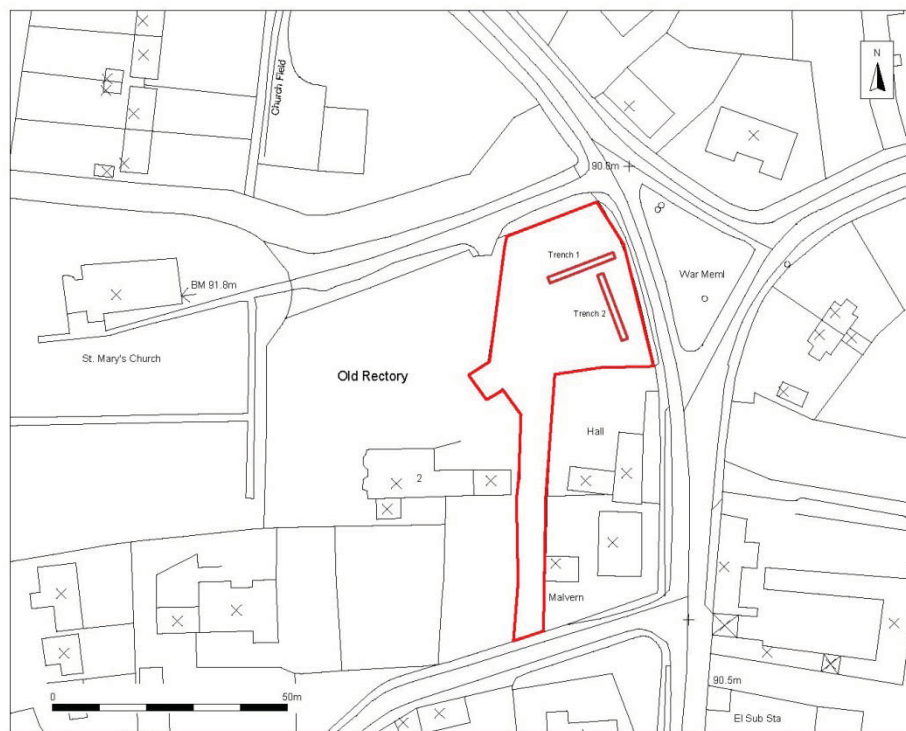 Church Field
N
90.8m
Trench 1
War Meml
BM 91.8m
Trench 2
St. Mary's Church
Old Rectory
Hall
2
Malvern
0
50m
90.5m
El Sub Sta